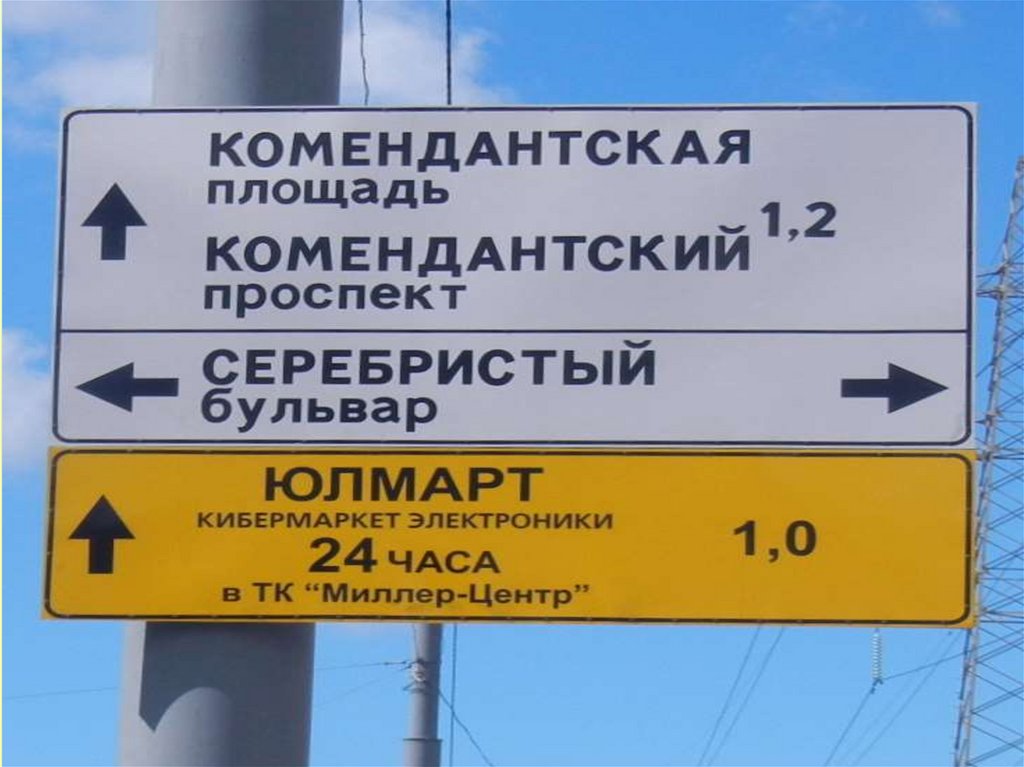 КОМЕНДАНТСКАЯ
площадь
КОМЕНДАНТСКИЙ 1,2
проспект
СЕРЕБРИСТЫЙ
бульвар
ЮЛМАРТ
КИБЕРМАРКЕТ ЭЛЕКТРОНИКИ
24 ЧАСА
1,0
в ТК “Миллер-Центр”